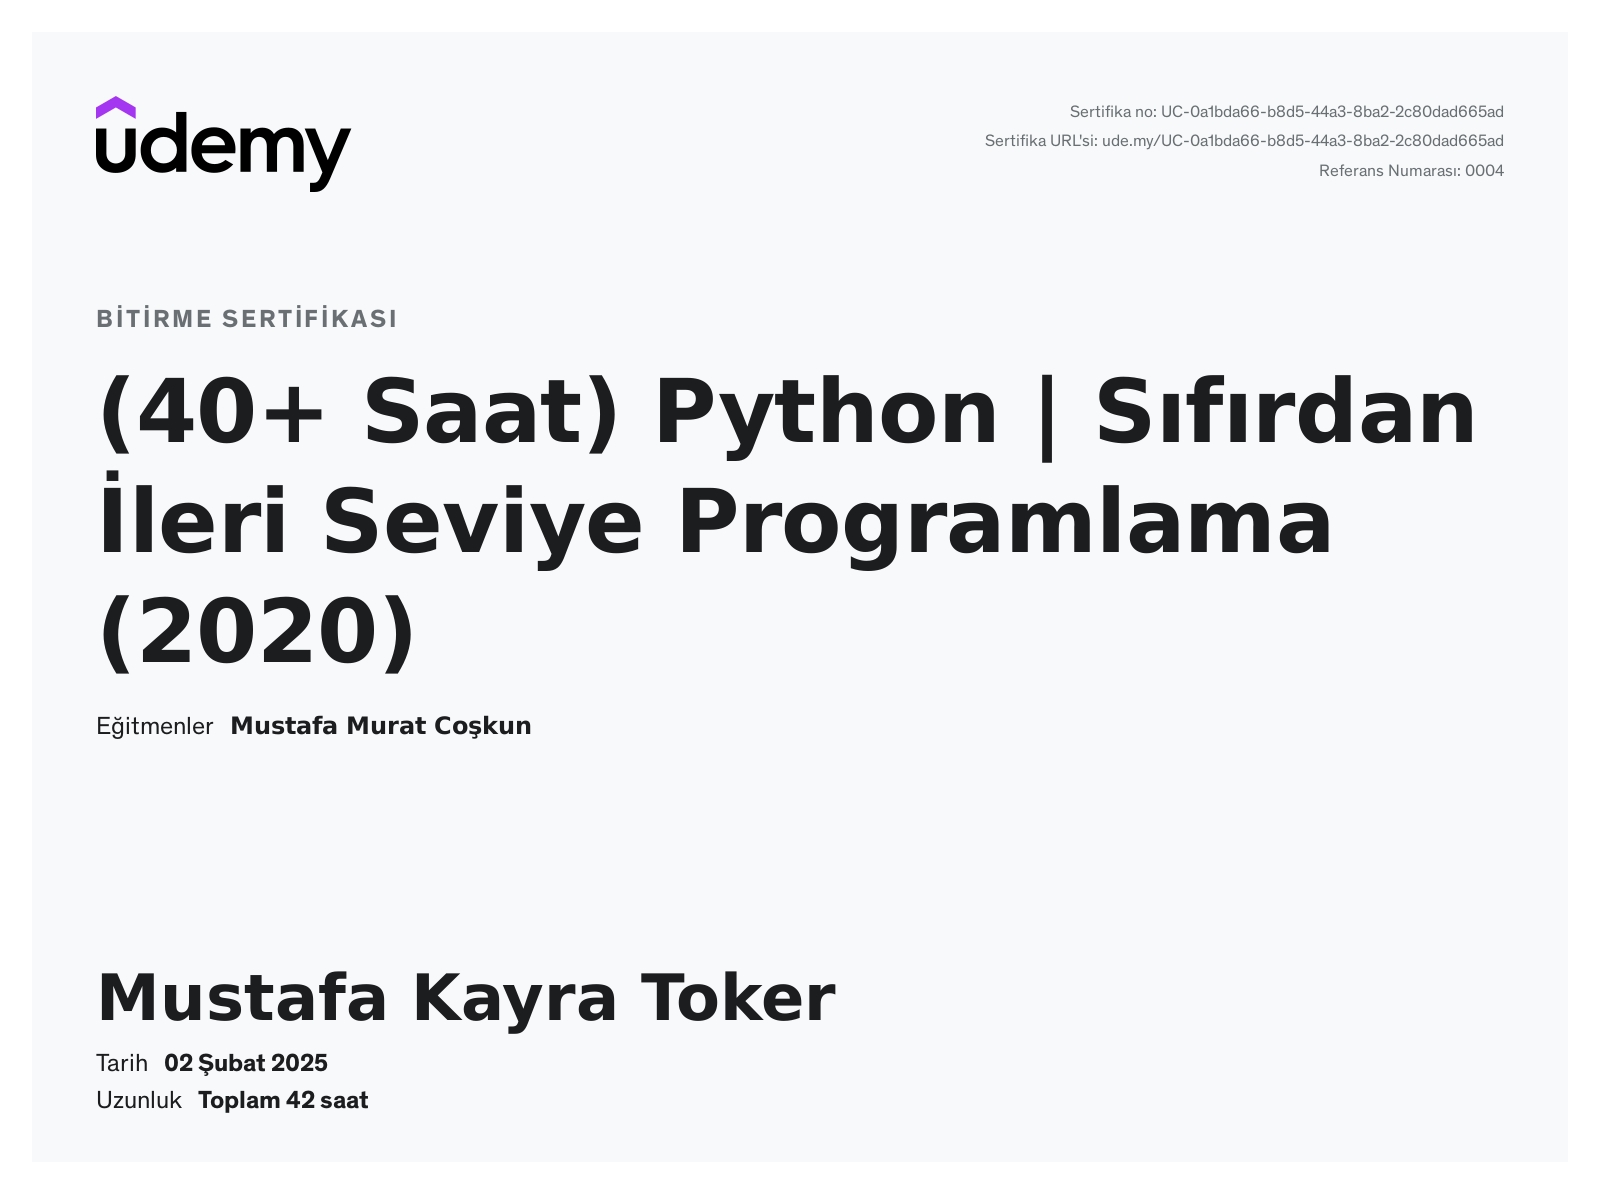 udemy
Sertifika no: UC-0a1bda66-b8d5-44a3-8ba2-2c80dad665ad
Sertifika URL'si: ude.my/UC-0a1bda66-b8d5-44a3-8ba2-2c80dad665ad
Referans Numarası: 0004
BİTİRME SERTİFİKASI
(40+ Saat) Python | Sıfırdan
İleri Seviye Programlama
(2020)
Eğitmenler Mustafa Murat Coşkun
Mustafa Kayra Toker
Tarih 02 Şubat 2025
Uzunluk Toplam 42 saat